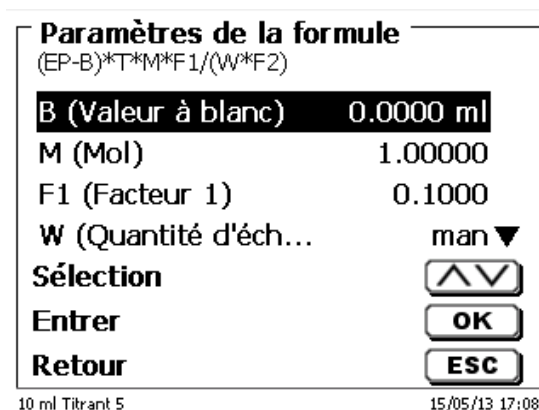 Paramètres de la formule
(EP-B)*T*M*F1/(W*F2)
B (Valeur à blanc) 0.0000 ml
M (Mol) 1.00000
F1 (Facteur 1) 0.1000
W (Quantité d'éch... man▼
Sélection
Entrer OK
Retour ESC
10 ml Titrant 5 15/05/13 17:08